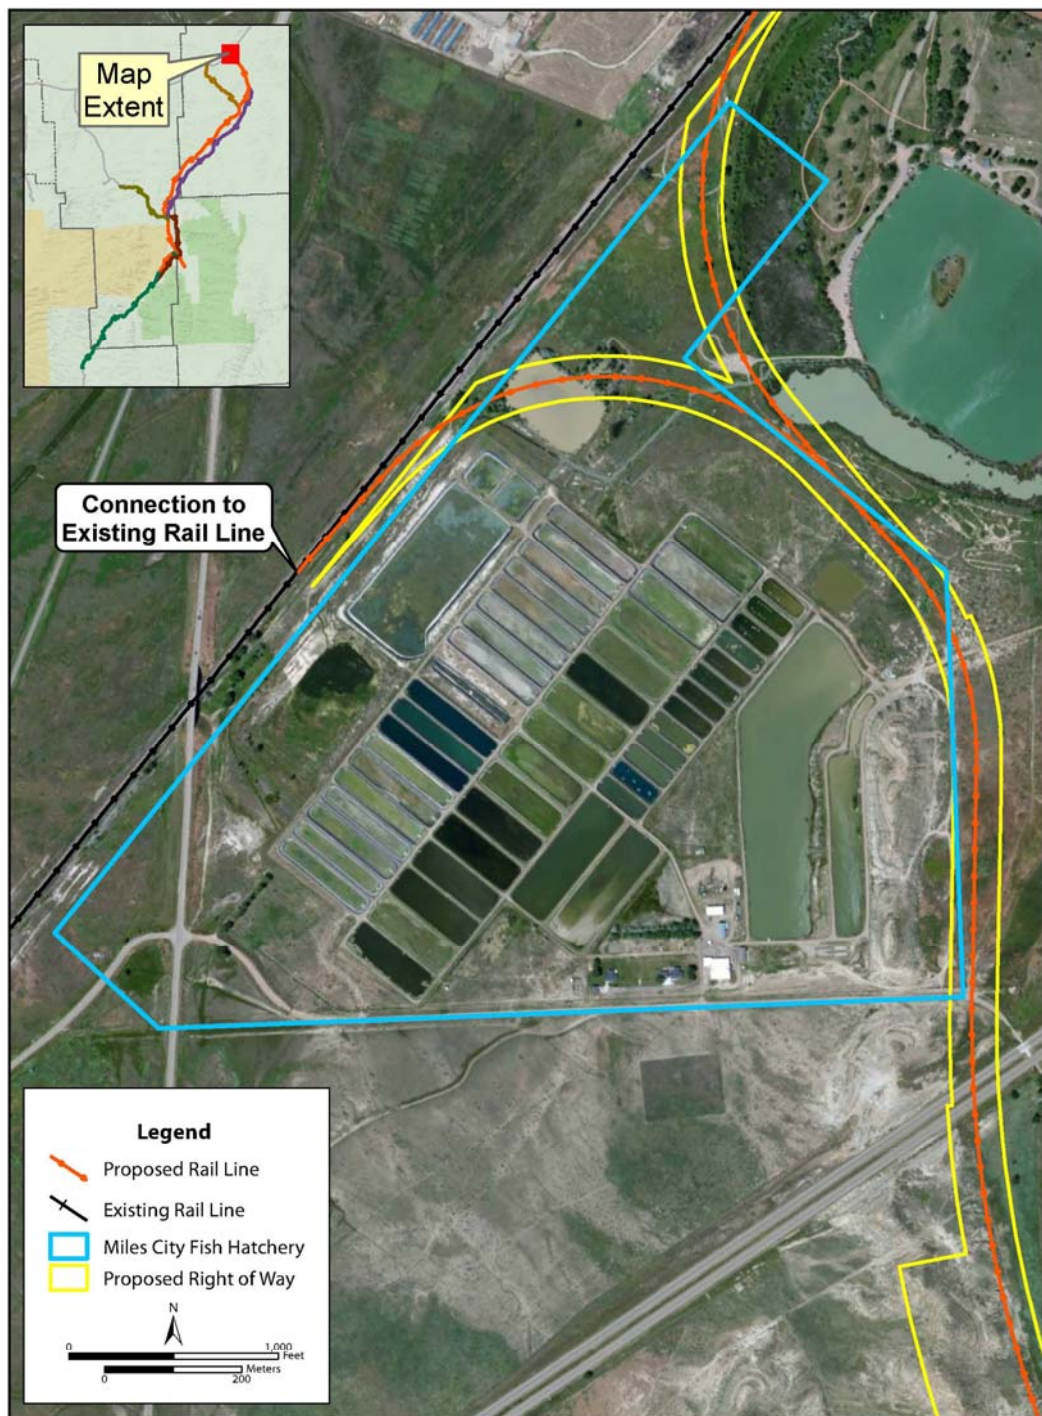 Map
Extent
Connection to
Existing Rail Line
Legend
Proposed Rail Line
Existing Rail Line
Miles City Fish Hatchery
Proposed Right of Way
N
0 1,000
Feet
Meters
0 200